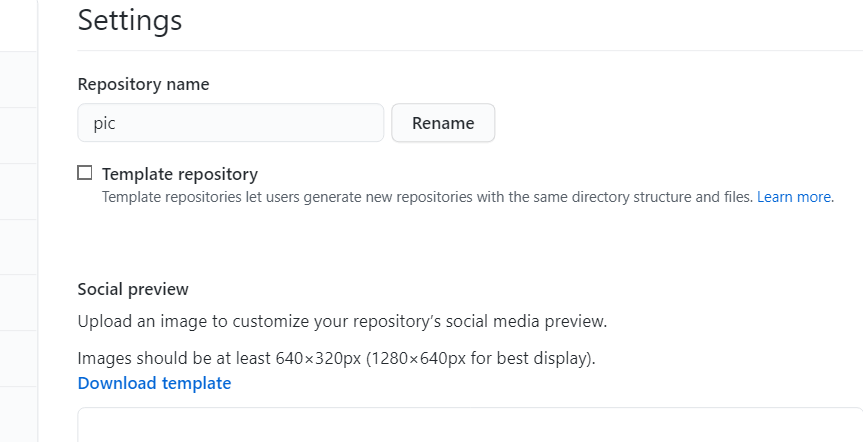 Settings
Repository name
pic
Rename
Template repository
Template repositories let users generate new repositories with the same directory structure and files. Learn more.
Social preview
Upload an image to customize your repository’s social media preview.
Images should be at least 640×320px (1280×640px for best display).
Download template